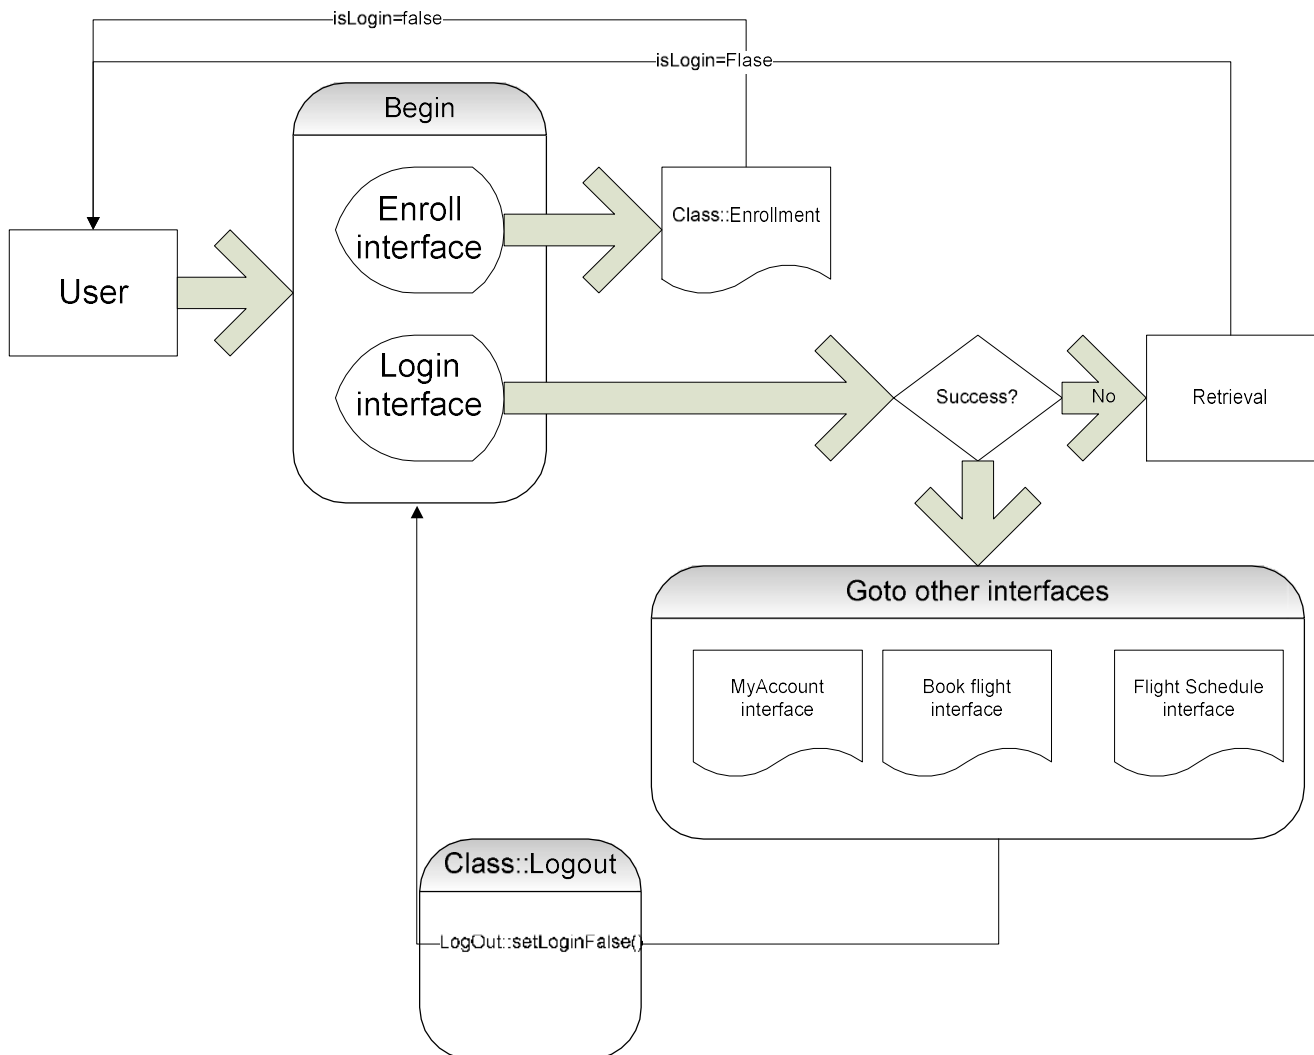 isLogin=false
isLogin=Flase
Begin
Enroll
interface
Class::Enrollment
User
Login
interface
Success?
No
Retrieval
Goto other interfaces
MyAccount
interface
Book flight
interface
Flight Schedule
interface
Class::Logout
LogOut::setLoginFalse()